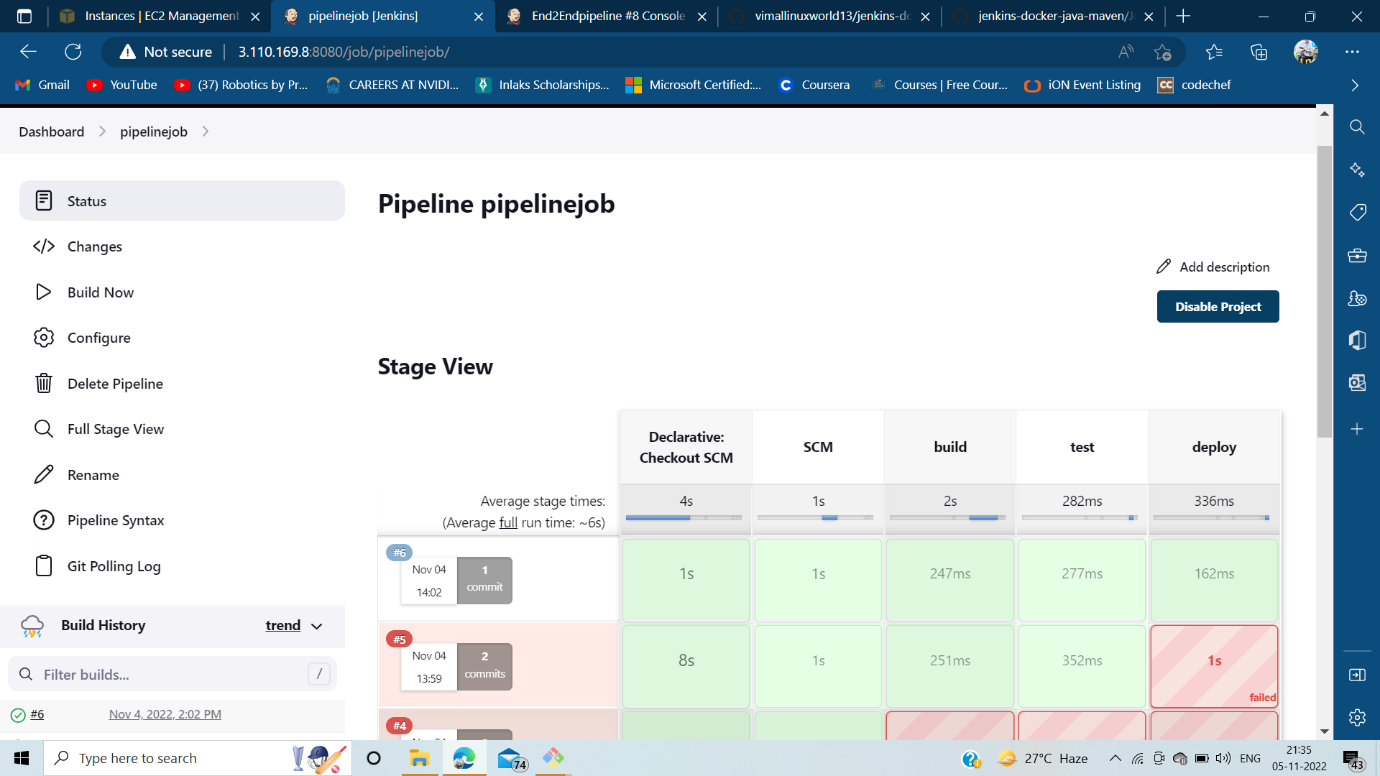 Instances | EC2 Management
pipelinejob [Jenkins]
End2Endpipeline #8 Console
vimallinuxworld13/jenkins-do
jenkins-docker-java-maven/J
Not secure
3.110.169.8:8080/job/pipelinejob/
Gmail
YouTube
(37) Robotics by Pr...
CAREERS AT NVIDI...
Inlaks Scholarships...
Microsoft Certified:...
Coursera
Courses | Free Cour...
iON Event Listing
CC
codechef
Dashboard
pipelinejob
Status
Changes
Build Now
Configure
Delete Pipeline
Full Stage View
Rename
Pipeline Syntax
Git Polling Log
Build History
trend
Filter builds...
/
#6
Nov 4, 2022, 2:02 PM
Pipeline pipelinejob
Add description
Disable Project
Stage View
Declarative:
Checkout SCM
SCM
build
test
deploy
Average stage times:
(Average full run time: ~6s)
4s
1s
2s
282ms
336ms
#6
Nov 04
14:02
1
commit
1s
1s
247ms
277ms
162ms
#5
Nov 04
13:59
2
commits
8s
1s
251ms
352ms
1s
failed
#4
Type here to search
74
27°C Haze
ENG
21:35
05-11-2022
43